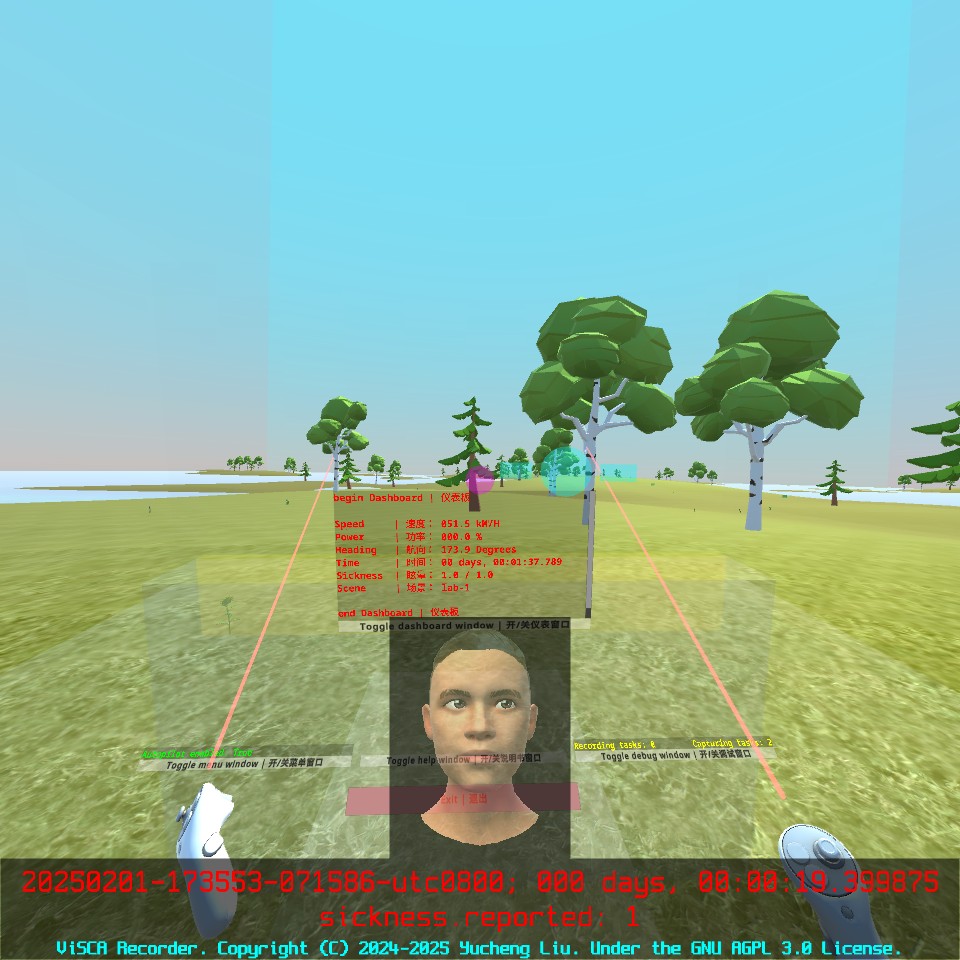 begin Dashboard | 仪表板
Speed | 速度： 051.5 kM/H
Power | 功率： 000.0 %
Heading | 航向： 173.9 Degrees
Time | 时间： 00 days, 00:01:37.789
Sickness | 眩晕： 1.0 / 1.0
Scene | 场景： lab-1
end Dashboard | 仪表板
Toggle dashboard window | 开/关仪表窗口
Recording tasks: 0 Capturing tasks: 2
Toggle menu window | 开/关菜单窗口
Toggle help window | 开/关说明书窗口
Toggle debug window | 开/关调试窗口
Exit | 退出
20250201-173553-071586-utc0800; 000 days, 00:00:19.399875
sickness.reported: 1
ViSCA Recorder. Copyright (C) 2024-2025 Yucheng Liu. Under the GNU AGPL 3.0 License.